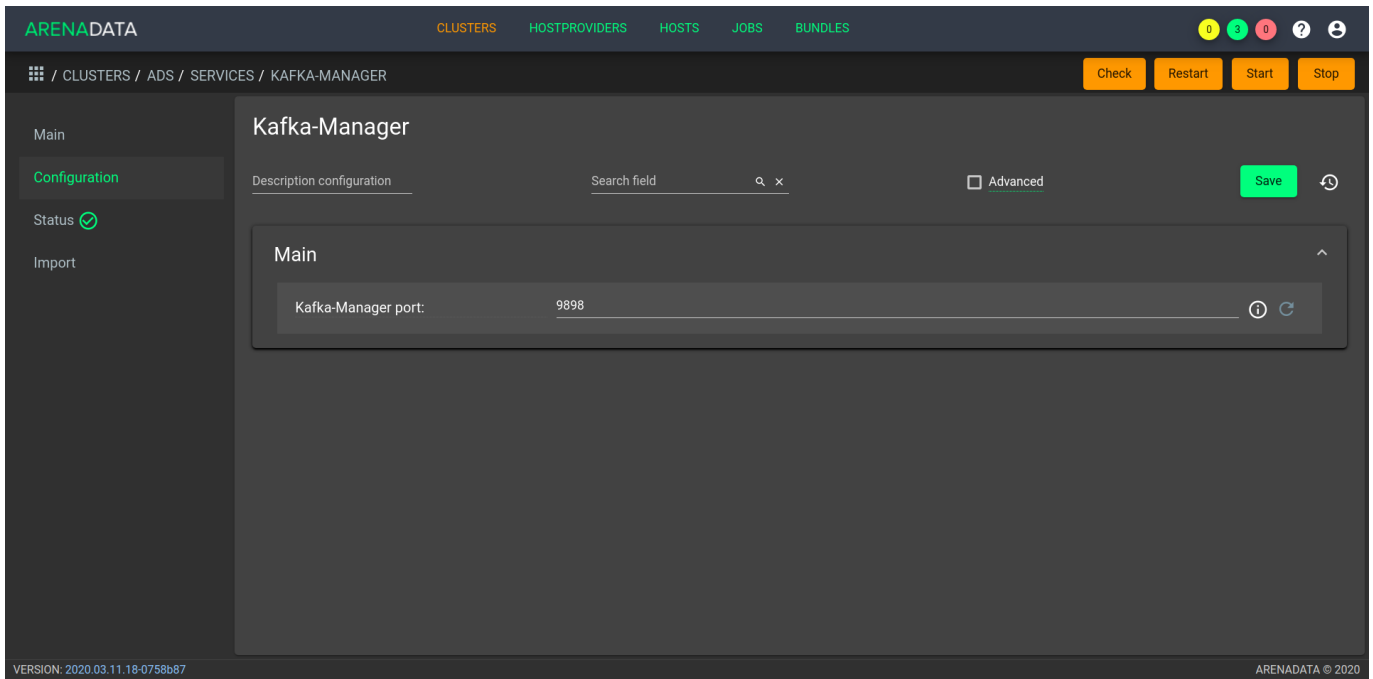 ARENADATA CLUSTERS HOSTPROVIDERS HOSTS JOBS BUNDLES 0 3 0
/ CLUSTERS / ADS / SERVICES / KAFKA-MANAGER Check Restart Start Stop
Main
Configuration
Status
Import
Kafka-Manager
Description configuration Search field Advanced Save
Main
Kafka-Manager port: 9898
VERSION: 2020.03.11.18-0758b87 ARENADATA © 2020